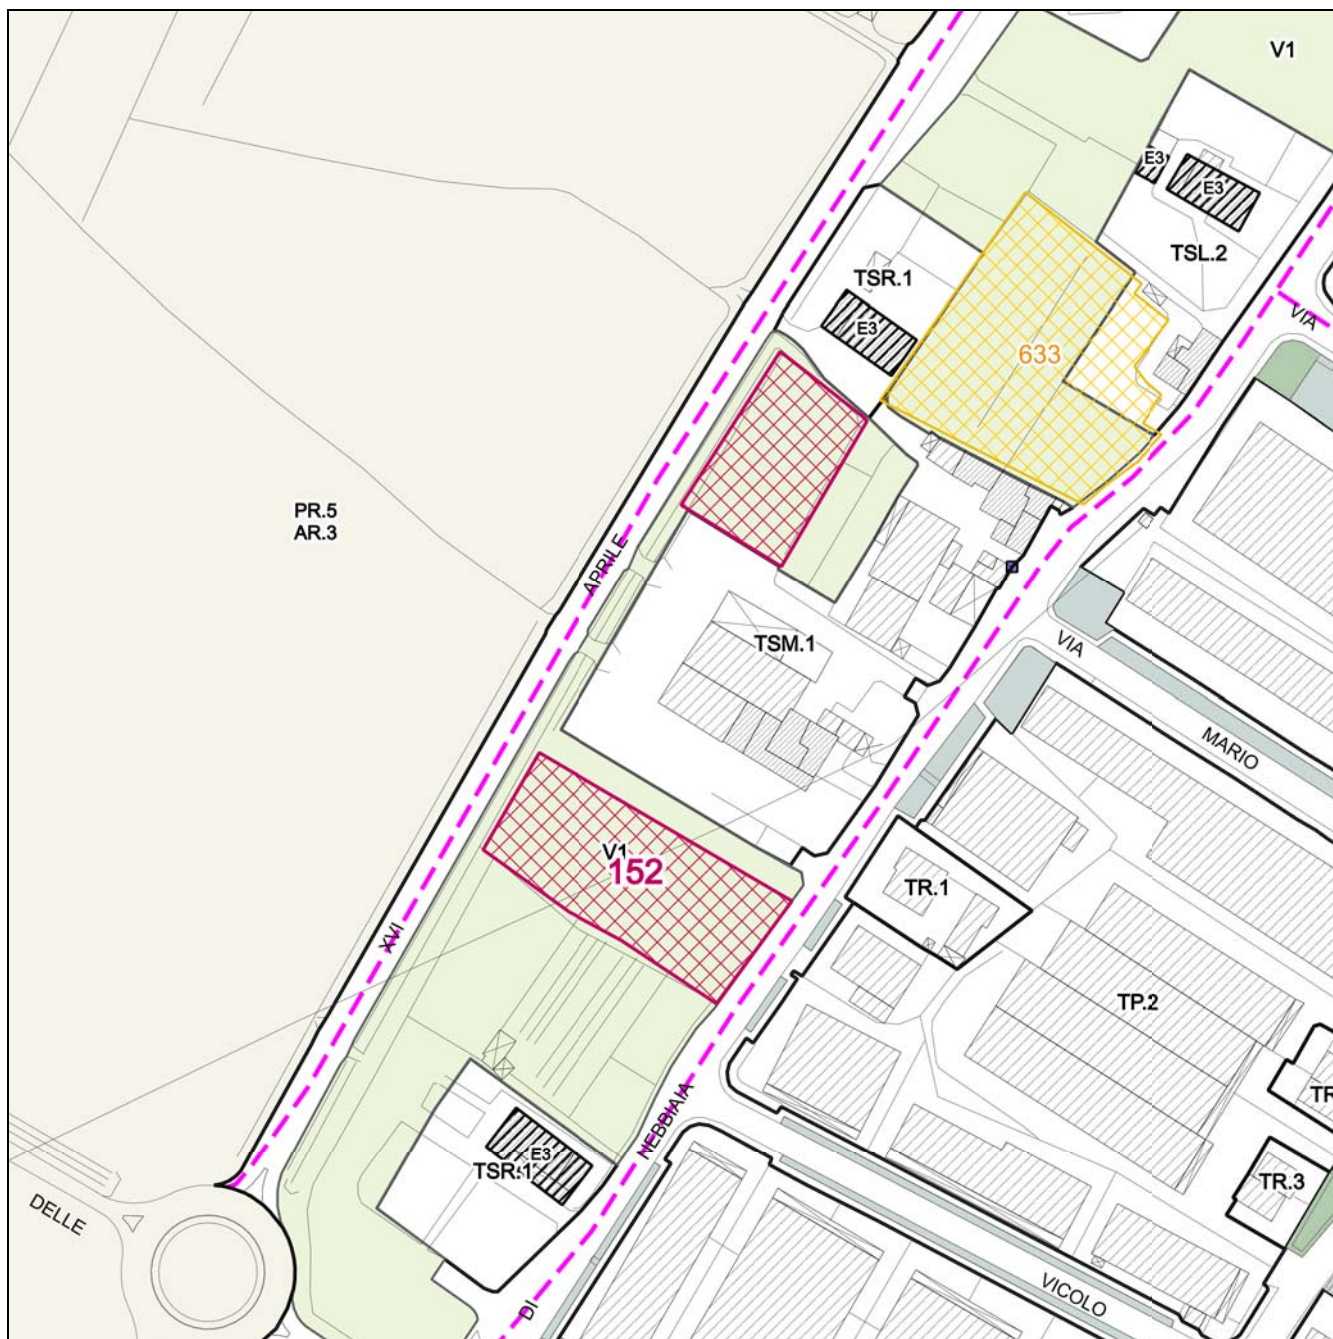 V1
E3
E3
TSL.2
TSR.1
VIA
E3
633
PR.5
AR.3
APRILE
TSM.1
VIA
MARIO
V1
152
TR.1
XVI
TP.2
NEBBIAIA
TR
E3
TSR.1
TR.3
DELLE
VICOLO
DI